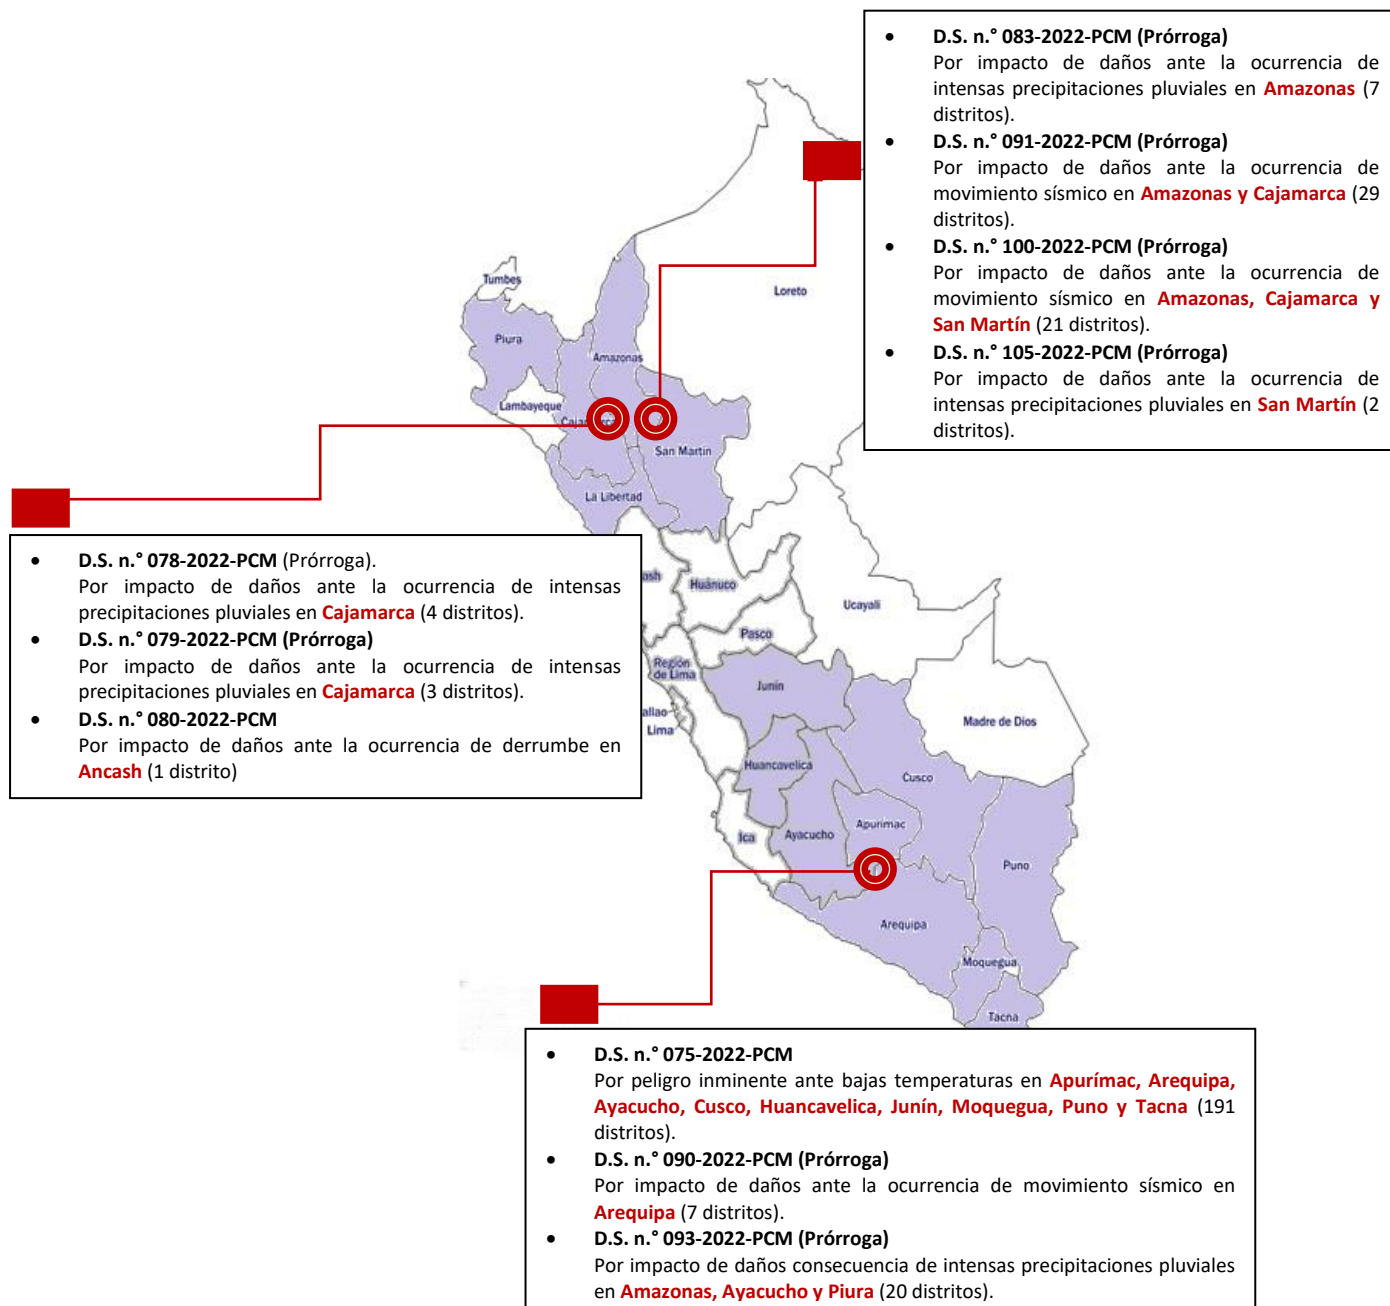 • D.S. n.° 083-2022-PCM (Prórroga)
Por impacto de daños ante la ocurrencia de
intensas precipitaciones pluviales en Amazonas (7
distritos).
• D.S. n.° 091-2022-PCM (Prórroga)
Por impacto de daños ante la ocurrencia de
movimiento sísmico en Amazonas y Cajamarca (29
distritos).
• D.S. n.° 100-2022-PCM (Prórroga)
Por impacto de daños ante la ocurrencia de
movimiento sísmico en Amazonas, Cajamarca y
San Martín (21 distritos).
• D.S. n.° 105-2022-PCM (Prórroga)
Por impacto de daños ante la ocurrencia de
intensas precipitaciones pluviales en San Martín (2
distritos).
Tumbes
Loreto
Piura
Amazonas
Lambayeque
Cajamarca
San Martin
La Libertad
• D.S. n.° 078-2022-PCM (Prórroga).
Por impacto de daños ante la ocurrencia de intensas
precipitaciones pluviales en Cajamarca (4 distritos).
• D.S. n.° 079-2022-PCM (Prórroga)
Por impacto de daños ante la ocurrencia de intensas
precipitaciones pluviales en Cajamarca (3 distritos).
• D.S. n.° 080-2022-PCM
Por impacto de daños ante la ocurrencia de derrumbe en
Ancash (1 distrito)
ash
Huánuco
Ucayali
Pasco
Región
de Lima
Junín
allao
Lima
Madre de Dios
Huancavelica
Cusco
Ica
Ayacucho
Apurimac
Puno
Arequipa
Moquegua
Tacna
• D.S. n.° 075-2022-PCM
Por peligro inminente ante bajas temperaturas en Apurímac, Arequipa,
Ayacucho, Cusco, Huancavelica, Junín, Moquegua, Puno y Tacna (191
distritos).
• D.S. n.° 090-2022-PCM (Prórroga)
Por impacto de daños ante la ocurrencia de movimiento sísmico en
Arequipa (7 distritos).
• D.S. n.° 093-2022-PCM (Prórroga)
Por impacto de daños consecuencia de intensas precipitaciones pluviales
en Amazonas, Ayacucho y Piura (20 distritos).